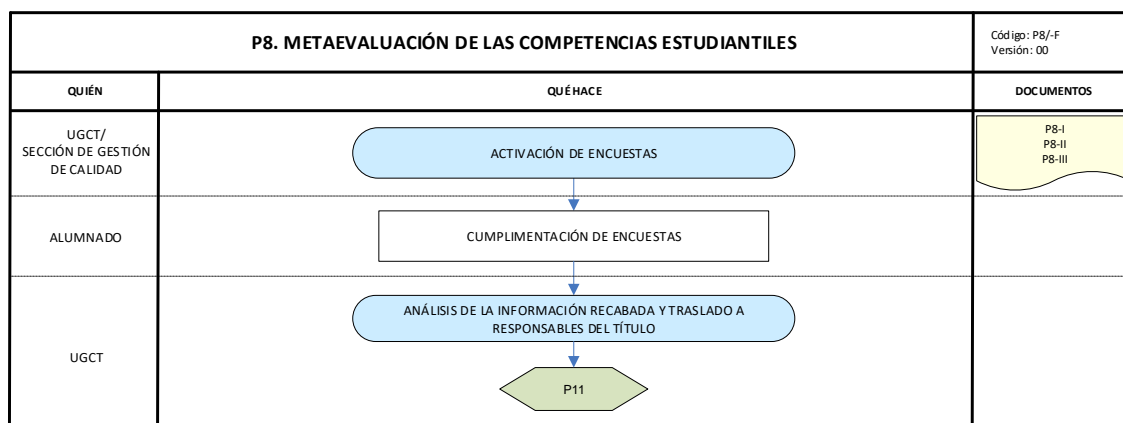 P8. METAEVALUACIÓN DE LAS COMPETENCIAS ESTUDIANTILES
Código: P8/-F
Versión: 00
QUIÉN
QUÉ HACE
DOCUMENTOS
UGCT/
SECCIÓN DE GESTIÓN
DE CALIDAD
ACTIVACIÓN DE ENCUESTAS
P8-I
P8-II
P8-III
ALUMNADO
CUMPLIMENTACIÓN DE ENCUESTAS
UGCT
ANÁLISIS DE LA INFORMACIÓN RECABADA Y TRASLADO A
RESPONSABLES DEL TÍTULO
P11